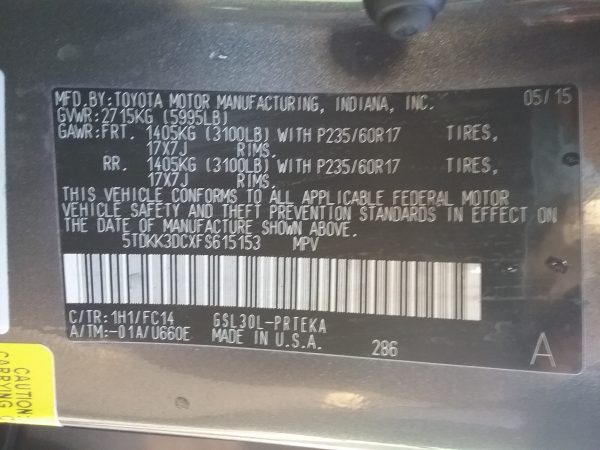 MFD. BY: TOYOTA MOTOR MANUFACTURING, INDIANA, INC. 05/15
GVWR: 2715KG (5995LB)
GAWR: FRT. 1405KG (3100LB) WITH P235/60R17 TIRES,
17X7J RIMS.
RR. 1405KG (3100LB) WITH P235/60R17 TIRES,
17X7J RIMS.
THIS VEHICLE CONFORMS TO ALL APPLICABLE FEDERAL MOTOR
VEHICLE SAFETY AND THEFT PREVENTION STANDARDS IN EFFECT ON
THE DATE OF MANUFACTURE SHOWN ABOVE.
5TDKK3DCXFS615153 MPV
C/TR: 1H1/FC14 GSL30L-PRTEKA
A/TM: -01A/U660E MADE IN U.S.A. 286 A
CAUTION:
CARRYING